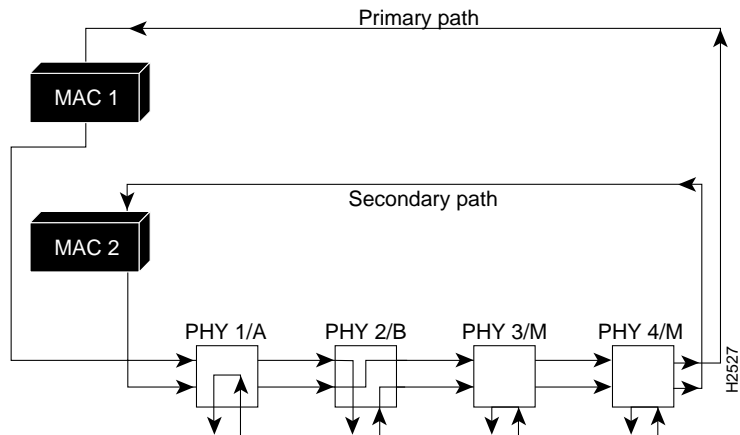 Primary path
MAC 1
Secondary path
MAC 2
PHY 1/A PHY 2/B PHY 3/M PHY 4/M
H2527